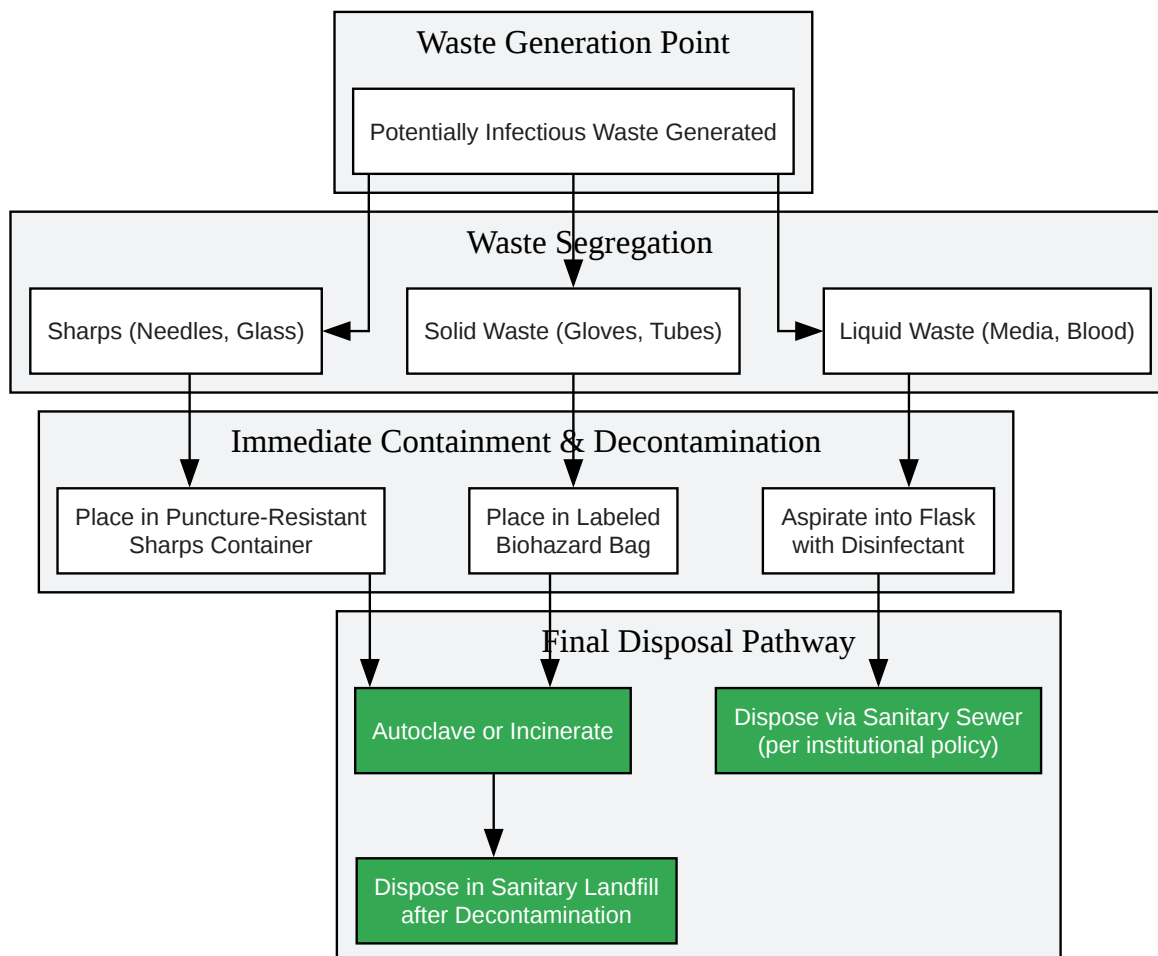 Waste Generation Point
Potentially Infectious Waste Generated
Waste Segregation
Sharps (Needles, Glass)
Solid Waste (Gloves, Tubes)
Liquid Waste (Media, Blood)
Immediate Containment & Decontamination
Place in Puncture-Resistant
Sharps Container
Place in Labeled
Biohazard Bag
Aspirate into Flask
with Disinfectant
Final Disposal Pathway
Autoclave or Incinerate
Dispose via Sanitary Sewer
(per institutional policy)
Dispose in Sanitary Landfill
after Decontamination